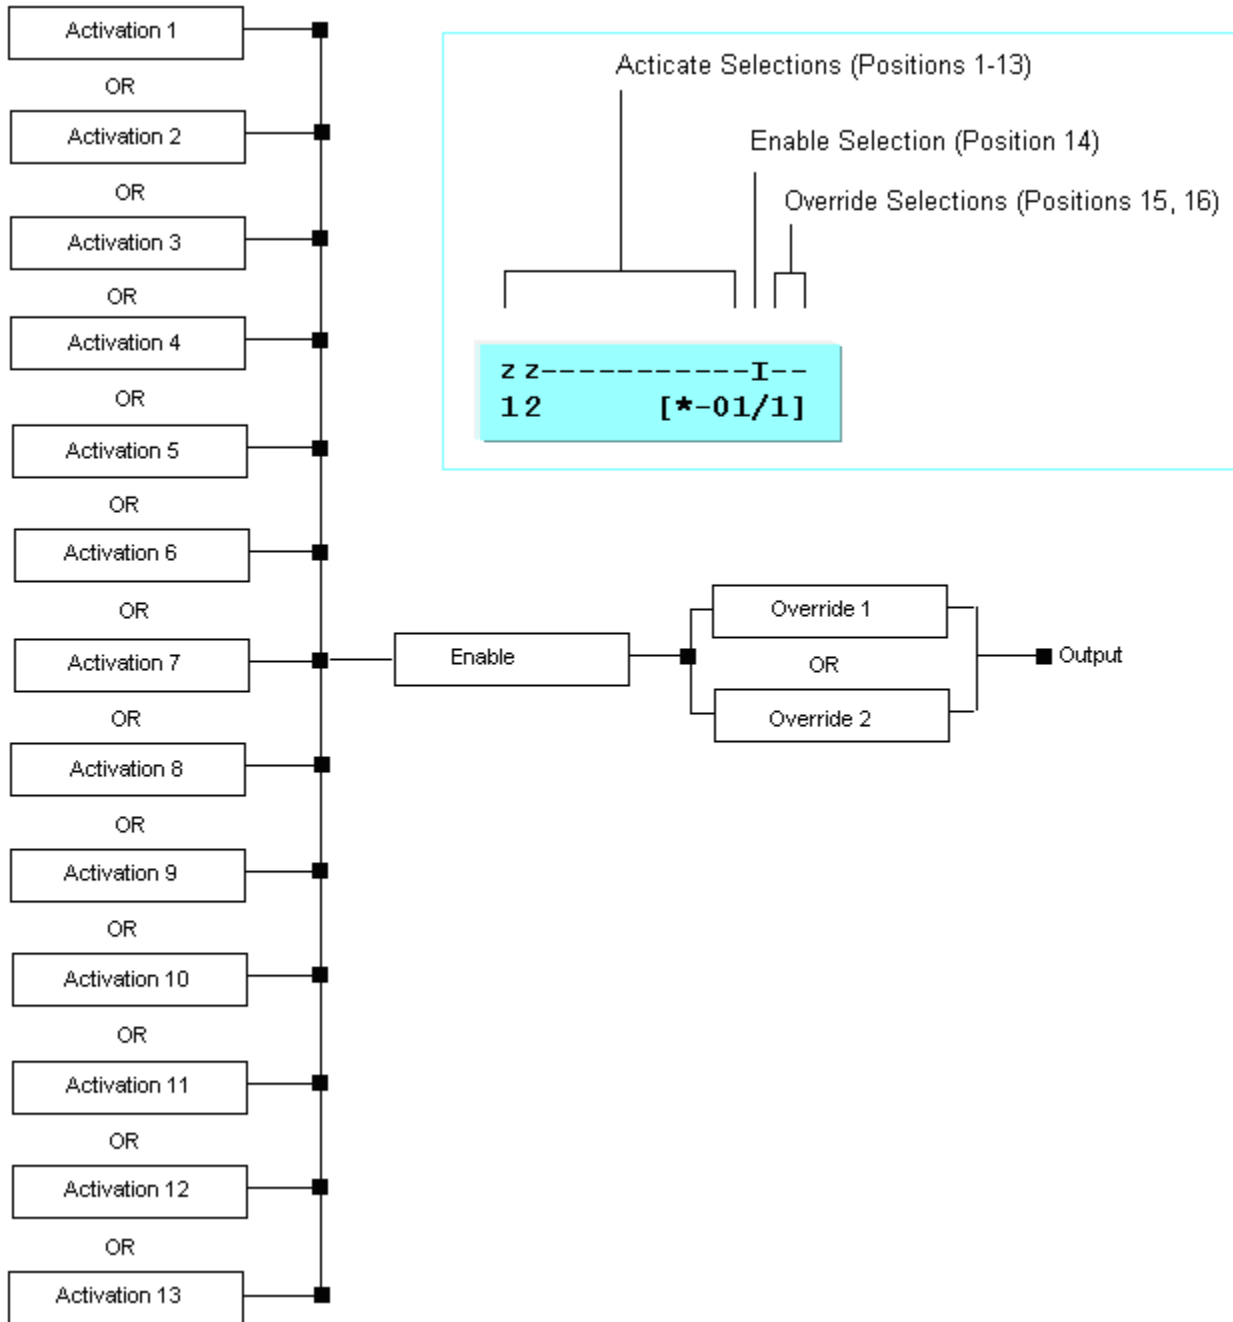 Activation 1
OR
Activation 2
OR
Activation 3
OR
Activation 4
OR
Activation 5
OR
Activation 6
OR
Activation 7
OR
Activation 8
OR
Activation 9
OR
Activation 10
OR
Activation 11
OR
Activation 12
OR
Activation 13
Acticate Selections (Positions 1-13)
Enable Selection (Position 14)
Override Selections (Positions 15, 16)
z z-----------I--
12 [*-01/1]
Enable
Override 1
OR
Override 2
Output